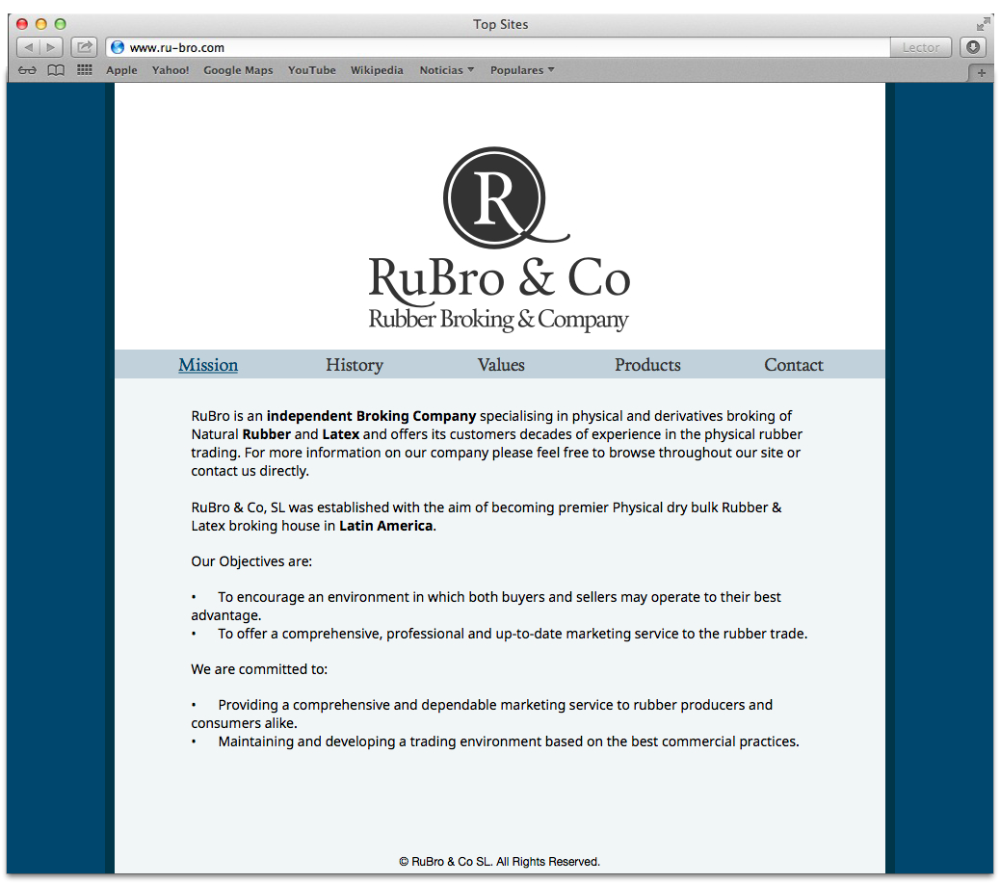 Top Sites
www.ru-bro.com
Lector
Apple Yahoo! Google Maps YouTube Wikipedia Noticias Populares
R
RuBro & Co
Rubber Broking & Company
Mission History Values Products Contact
RuBro is an independent Broking Company specialising in physical and derivatives broking of
Natural Rubber and Latex and offers its customers decades of experience in the physical rubber
trading. For more information on our company please feel free to browse throughout our site or
contact us directly.
RuBro & Co, SL was established with the aim of becoming premier Physical dry bulk Rubber &
Latex broking house in Latin America.
Our Objectives are:
• To encourage an environment in which both buyers and sellers may operate to their best
advantage.
• To offer a comprehensive, professional and up-to-date marketing service to the rubber trade.
We are committed to:
• Providing a comprehensive and dependable marketing service to rubber producers and
consumers alike.
• Maintaining and developing a trading environment based on the best commercial practices.
© RuBro & Co SL. All Rights Reserved.